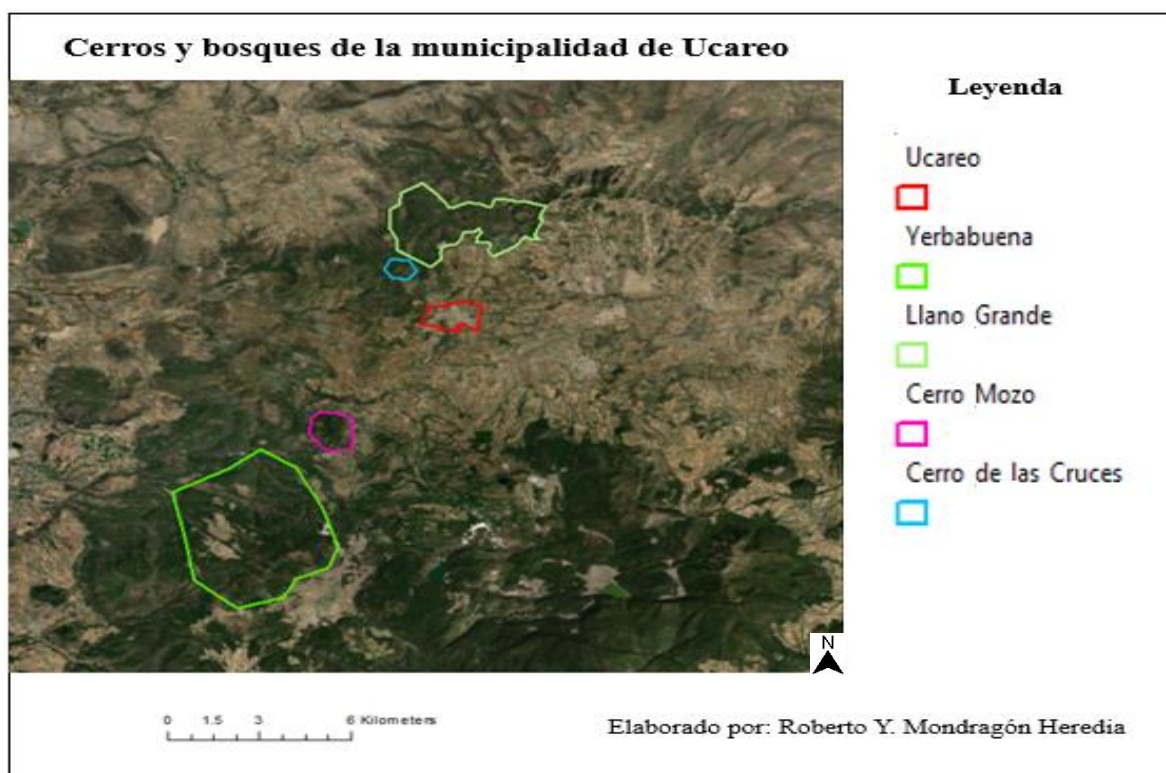 Cerros y bosques de la municipalidad de Ucareo
Leyenda
Ucareo
Yerbabuena
Llano Grande
Cerro Mozo
Cerro de las Cruces
N
0 1.5 3 6 Kilometers
Elaborado por: Roberto Y. Mondragón Heredia